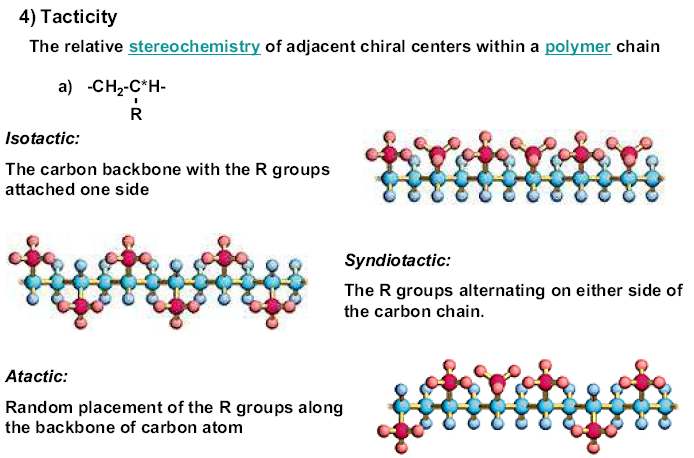 4) Tacticity
The relative stereochemistry of adjacent chiral centers within a polymer chain
a) -CH₂-C*H-
R
Isotactic:
The carbon backbone with the R groups
attached one side
Syndiotactic:
The R groups alternating on either side of
the carbon chain.
Atactic:
Random placement of the R groups along
the backbone of carbon atom